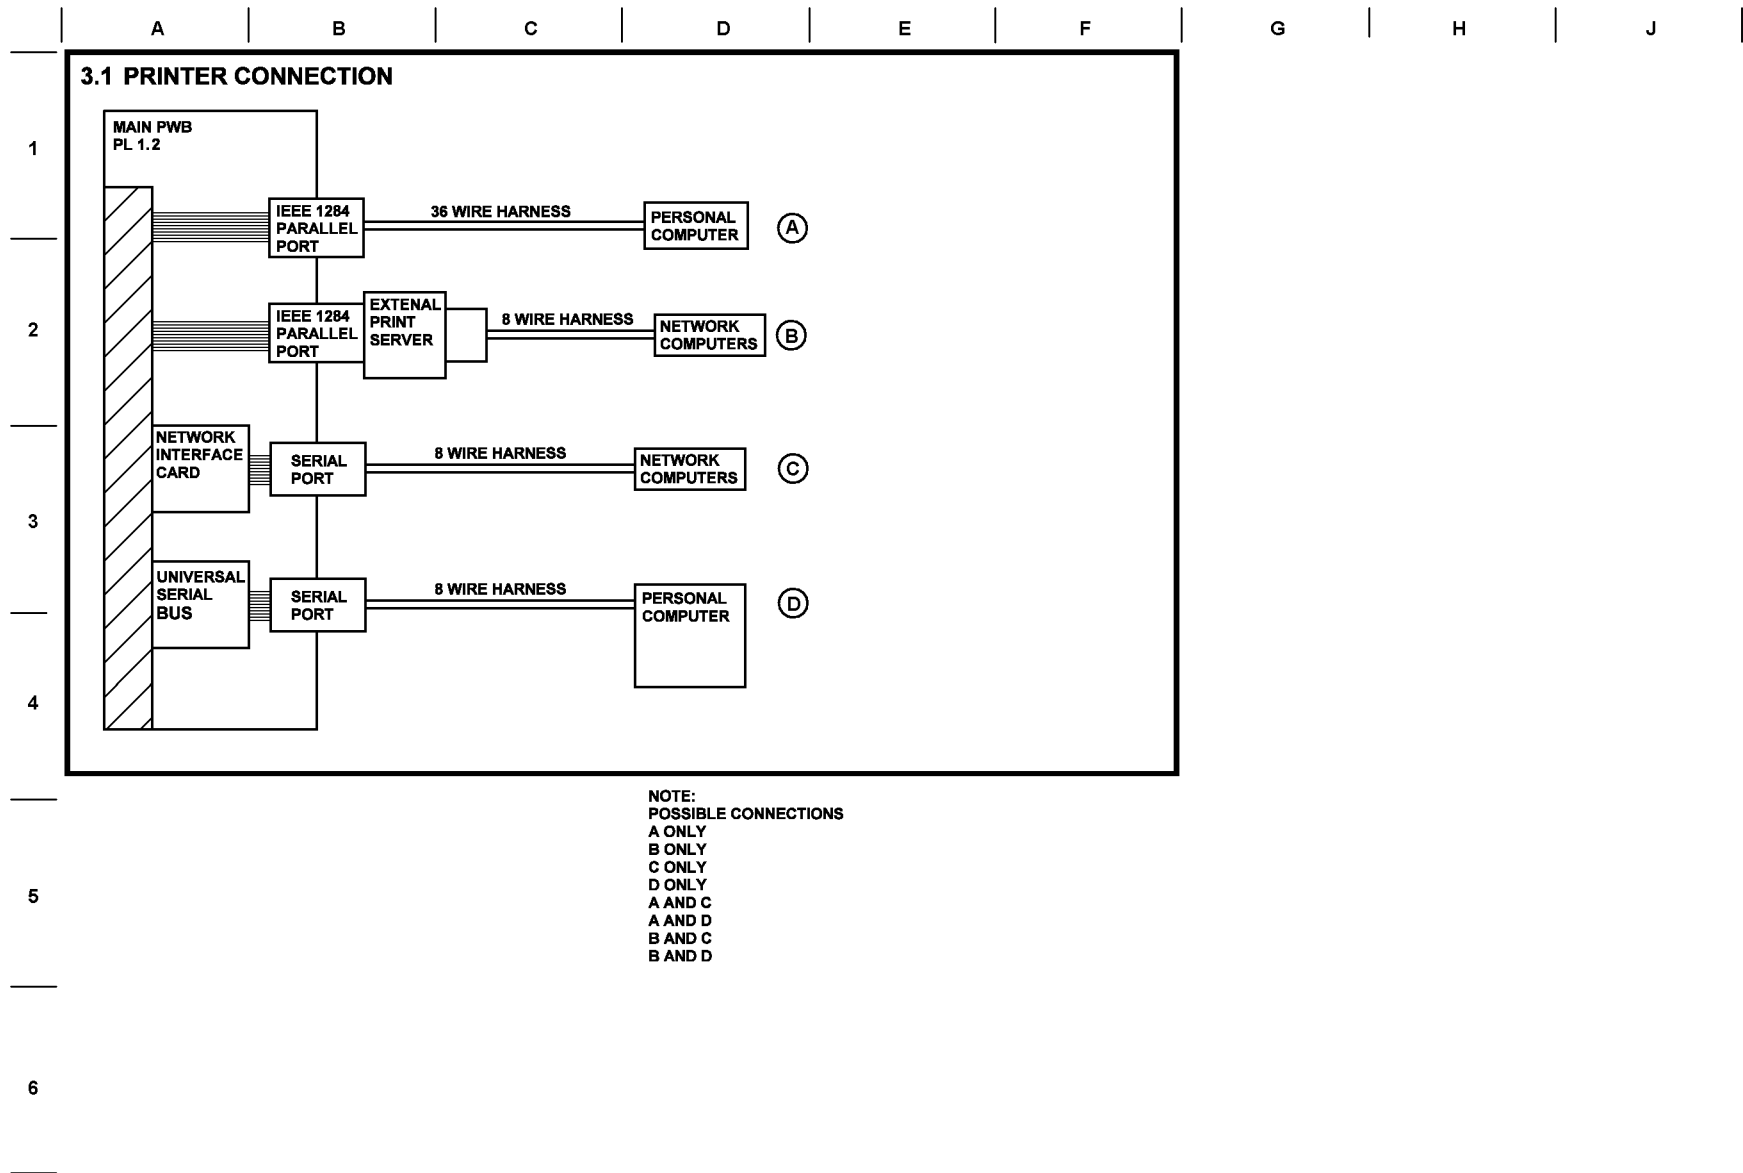 A B C D E F G H J
3.1 PRINTER CONNECTION
1
MAIN PWB
PL 1.2
IEEE 1284
PARALLEL
PORT
36 WIRE HARNESS
PERSONAL
COMPUTER
A
2
IEEE 1284
PARALLEL
PORT
EXTENAL
PRINT
SERVER
8 WIRE HARNESS
NETWORK
COMPUTERS
B
NETWORK
INTERFACE
CARD
SERIAL
PORT
8 WIRE HARNESS
NETWORK
COMPUTERS
C
3
UNIVERSAL
SERIAL
BUS
SERIAL
PORT
8 WIRE HARNESS
PERSONAL
COMPUTER
D
4
NOTE:
POSSIBLE CONNECTIONS
A ONLY
B ONLY
C ONLY
D ONLY
A AND C
A AND D
B AND C
B AND D
5
6